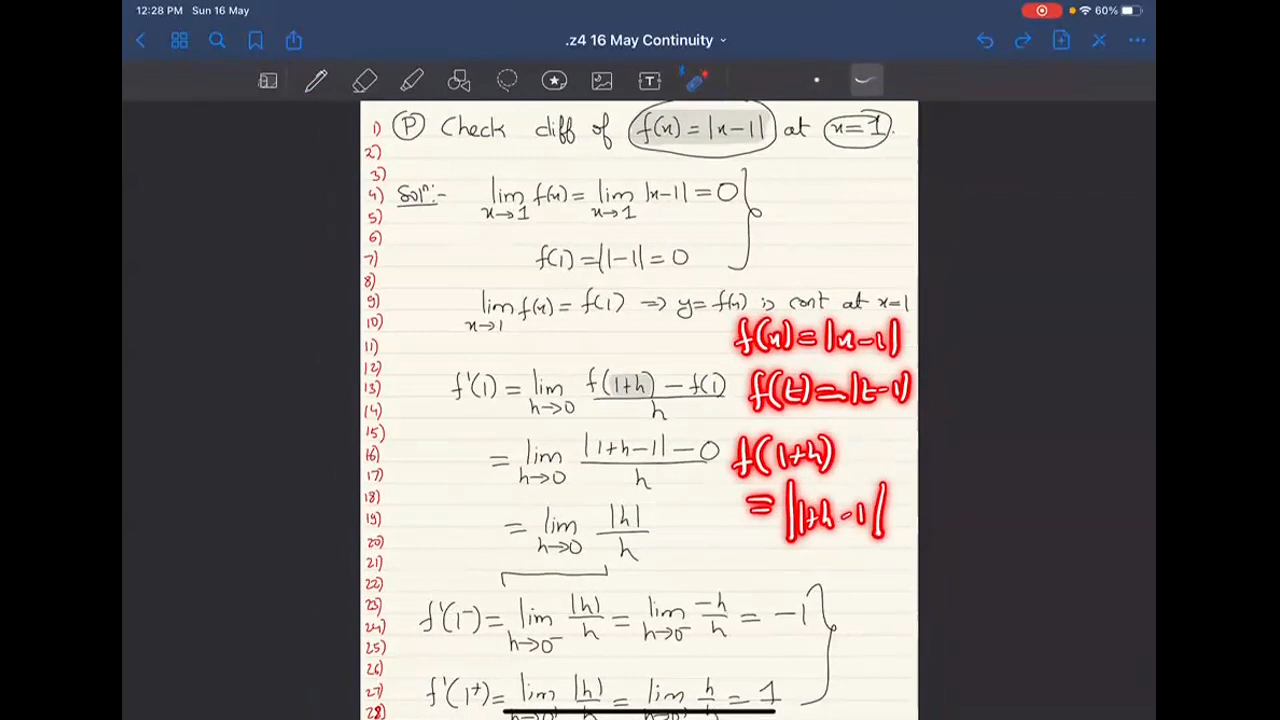 12:28 PM Sun 16 May 60%
.z4 16 May Continuity
1) Ⓟ Check diff of f(x) = |x-1| at x=1.
2)
3)
4) Solⁿ:- lim x→1 f(x) = lim x→1 |x-1| = 0
5)
6)
7) f(1) = |1-1| = 0
8)
9) lim x→1 f(x) = f(1) ⇒ y = f(x) is cont at x=1
10)
f(x) = |x-1|
11)
12)
13) f'(1) = lim h→0 f(1+h) - f(1) / h f(t) = |t-1|
14)
15)
16) = lim h→0 |1+h-1| - 0 / h f(1+h)
17)
18)
= |1+h-1|
19) = lim h→0 |h| / h
20)
21)
22)
23) f'(1⁻) = lim h→0⁻ |h| / h = lim h→0⁻ -h / h = -1
24)
25)
26)
27) f'(1⁺) = lim h→0⁺ |h| / h = lim h→0⁺ h / h = 1
28)